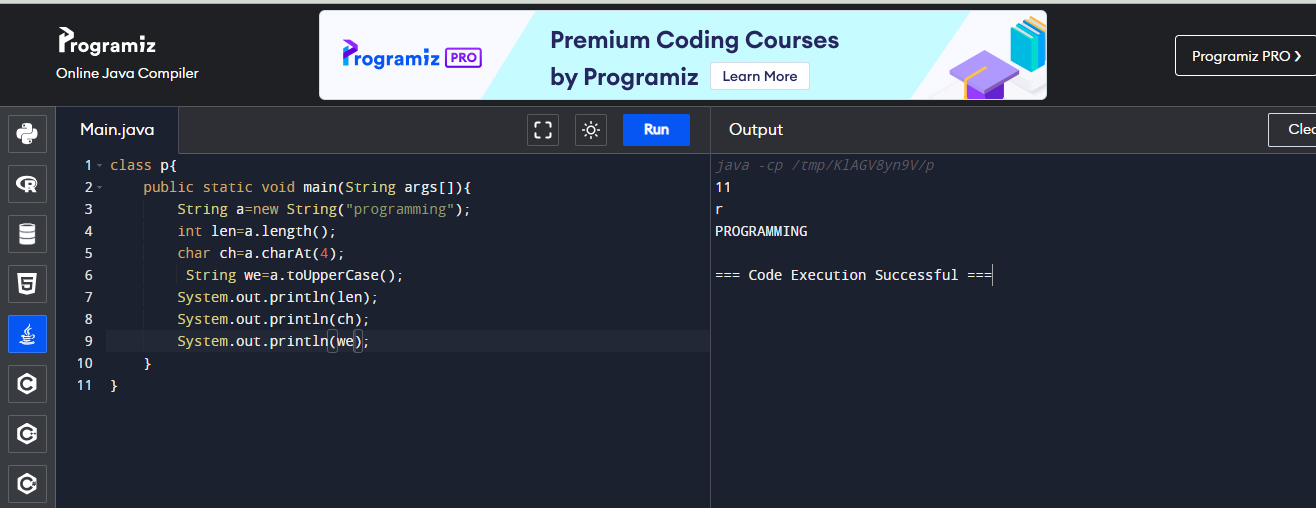 Programiz
Online Java Compiler
Programiz PRO
Premium Coding Courses
by Programiz Learn More
Programiz PRO ❯
Main.java
Run
1 class p{
2     public static void main(String args[]){
3         String a=new String("programming");
4         int len=a.length();
5         char ch=a.charAt(4);
6          String we=a.toUpperCase();
7         System.out.println(len);
8         System.out.println(ch);
9         System.out.println(we);
10     }
11 }
Output
Clea
java -cp /tmp/KlAGV8yn9V/p
11
r
PROGRAMMING
=== Code Execution Successful ===